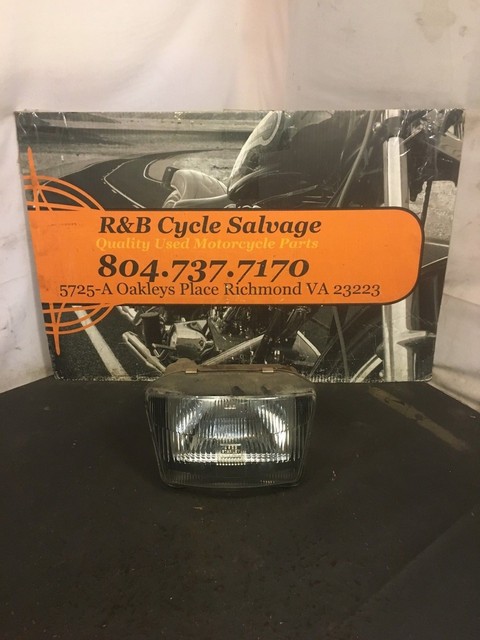 R&B Cycle Salvage
Quality Used Motorcycle Parts
804.737.7170
5725-A Oakleys Place Richmond VA 23223